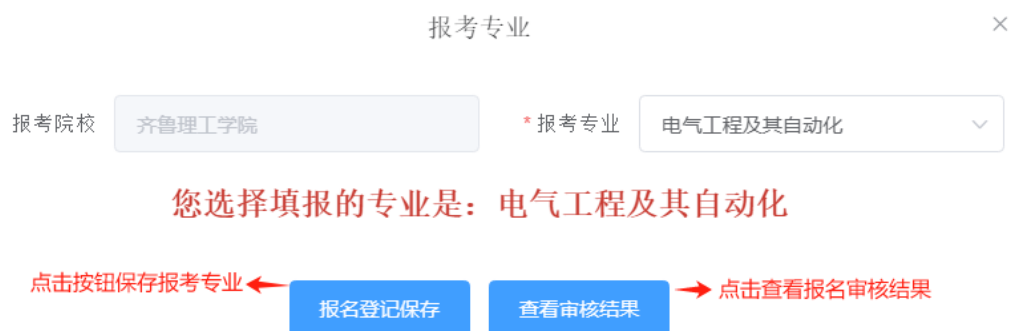 报考专业
报考院校 齐鲁理工学院 *报考专业 电气工程及其自动化
您选择填报的专业是：电气工程及其自动化
点击按钮保存报考专业 报名登记保存 查看审核结果 点击查看报名审核结果